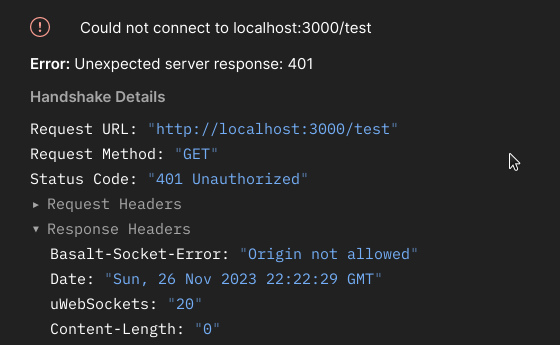 Could not connect to localhost:3000/test
Error: Unexpected server response: 401
Handshake Details
Request URL: "http://localhost:3000/test"
Request Method: "GET"
Status Code: "401 Unauthorized"
▸ Request Headers
▾ Response Headers
Basalt-Socket-Error: "Origin not allowed"
Date: "Sun, 26 Nov 2023 22:22:29 GMT"
uWebSockets: "20"
Content-Length: "0"